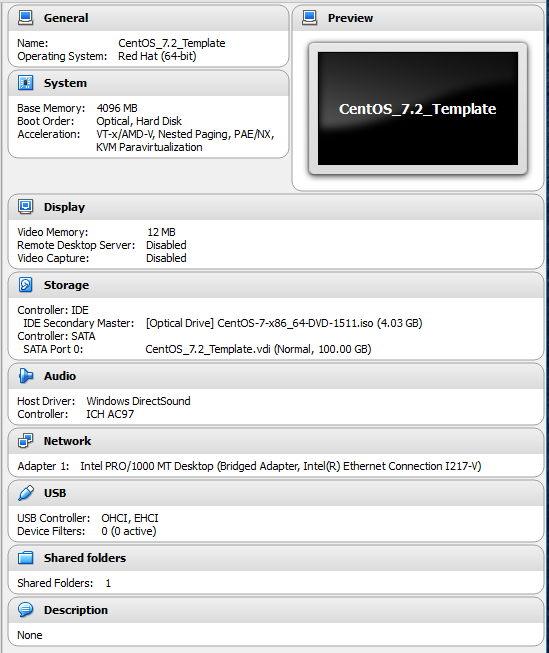 General
Name: CentOS_7.2_Template
Operating System: Red Hat (64-bit)
System
Base Memory: 4096 MB
Boot Order: Optical, Hard Disk
Acceleration: VT-x/AMD-V, Nested Paging, PAE/NX,
KVM Paravirtualization
Preview
CentOS_7.2_Template
Display
Video Memory: 12 MB
Remote Desktop Server: Disabled
Video Capture: Disabled
Storage
Controller: IDE
IDE Secondary Master: [Optical Drive] CentOS-7-x86_64-DVD-1511.iso (4.03 GB)
Controller: SATA
SATA Port 0: CentOS_7.2_Template.vdi (Normal, 100.00 GB)
Audio
Host Driver: Windows DirectSound
Controller: ICH AC97
Network
Adapter 1: Intel PRO/1000 MT Desktop (Bridged Adapter, Intel(R) Ethernet Connection I217-V)
USB
USB Controller: OHCI, EHCI
Device Filters: 0 (0 active)
Shared folders
Shared Folders: 1
Description
None